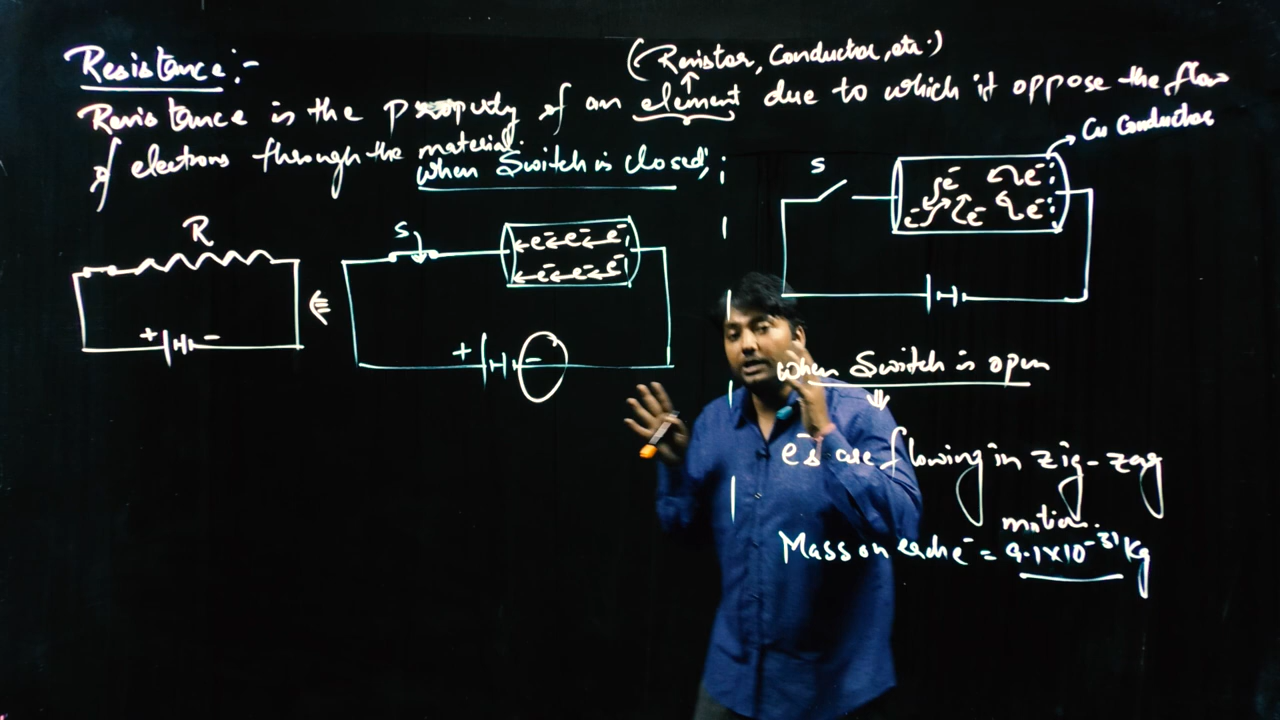 Resistance:-
(Resistor, Conductor, etc.)
Resistance is the property of an element due to which it oppose the flow
of electrons through the material.
Cu Conductor
when Switch is closed;
S
e⁻ e⁻ e⁻
e⁻ e⁻ e⁻
R
S
e⁻ e⁻ e⁻
e⁻ e⁻ e⁻
+ -
+ -
when Switch is open
⇓
e⁻s are flowing in zig-zag
motion.
Mass on each e⁻ = 9.1×10⁻³¹ Kg